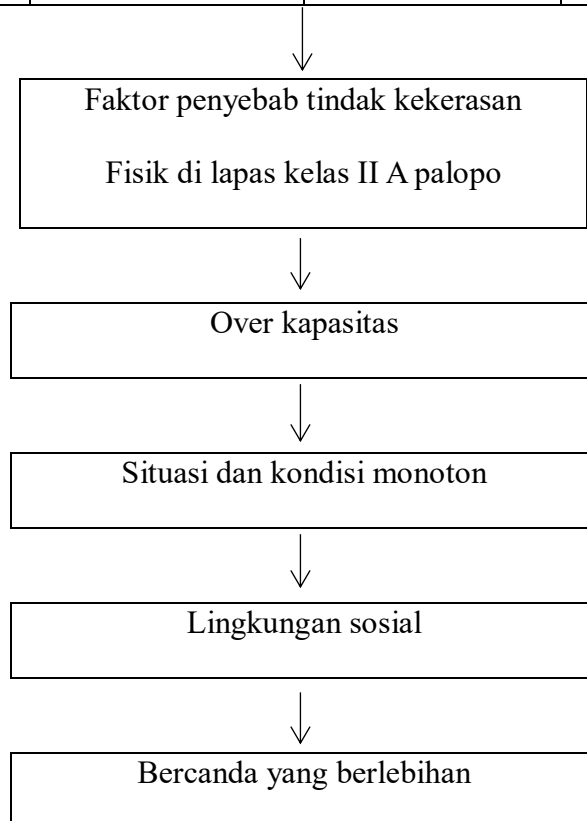 Faktor penyebab tindak kekerasan
Fisik di lapas kelas II A palopo
Over kapasitas
Situasi dan kondisi monoton
Lingkungan sosial
Bercanda yang berlebihan